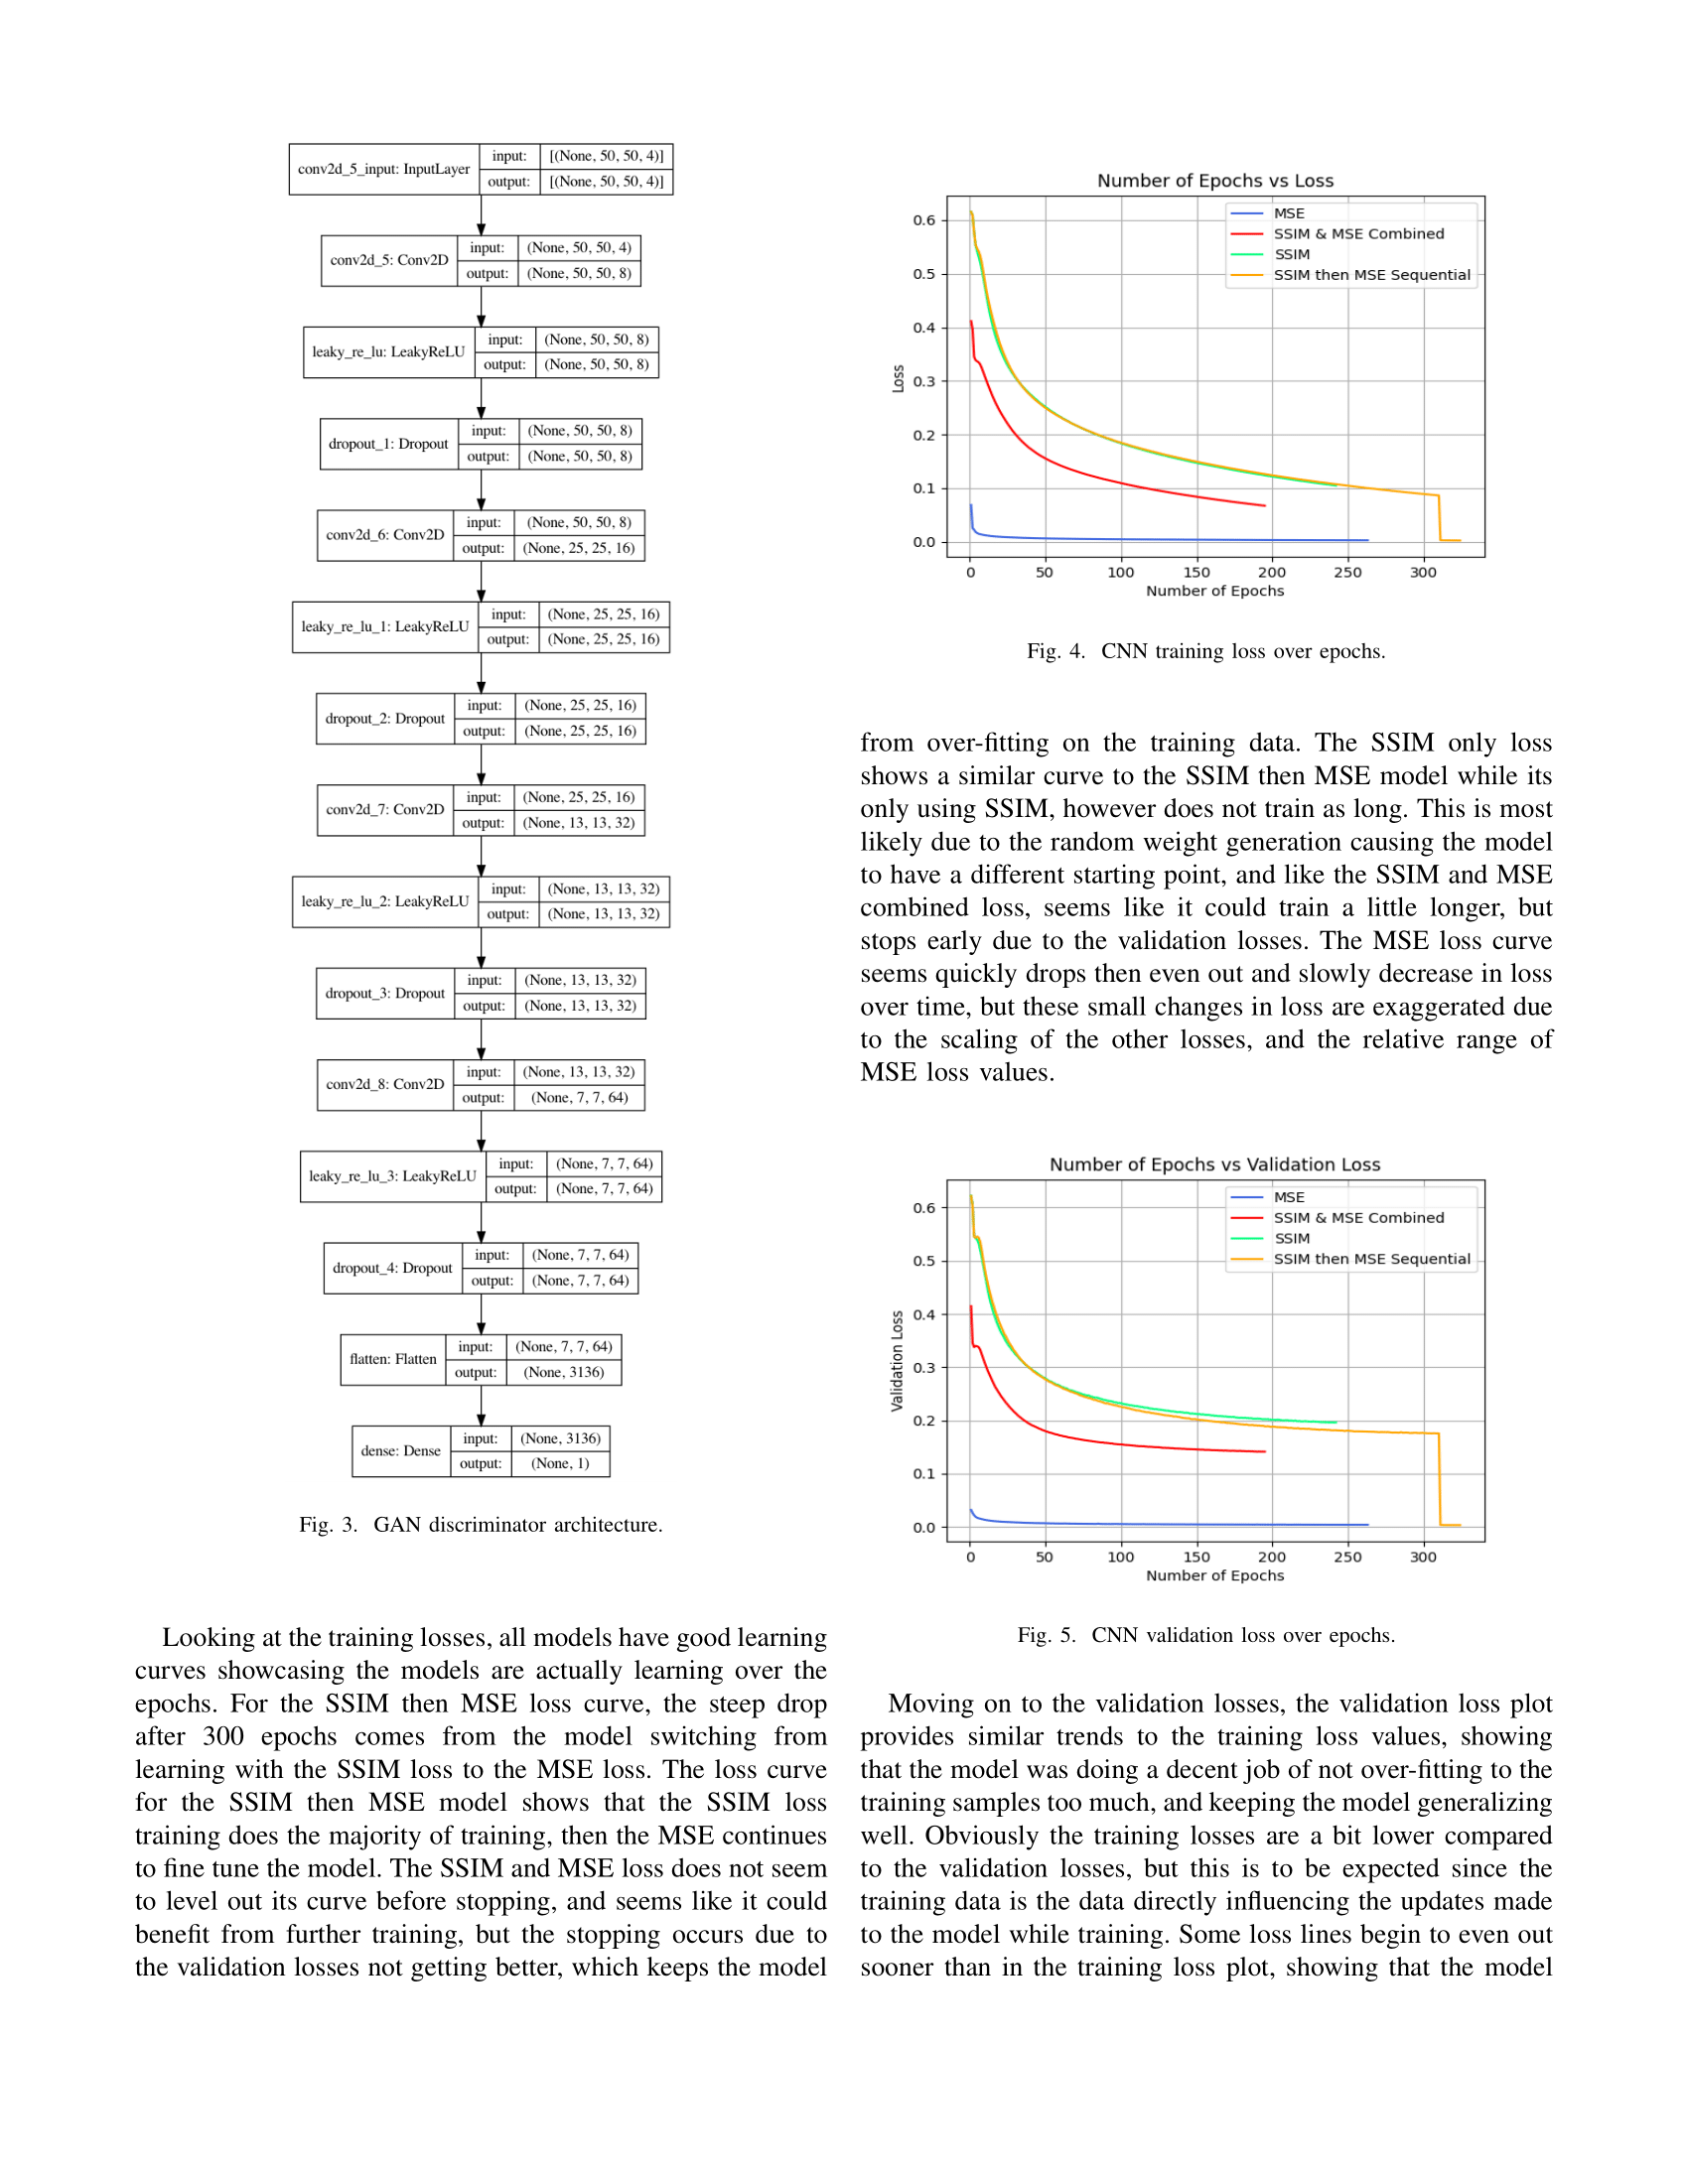 conv2d_5_input: InputLayer
input: [(None, 50, 50, 4)]
output: [(None, 50, 50, 4)]
conv2d_5: Conv2D
input: (None, 50, 50, 4)
output: (None, 50, 50, 8)
leaky_re_lu: LeakyReLU
input: (None, 50, 50, 8)
output: (None, 50, 50, 8)
dropout_1: Dropout
input: (None, 50, 50, 8)
output: (None, 50, 50, 8)
conv2d_6: Conv2D
input: (None, 50, 50, 8)
output: (None, 25, 25, 16)
leaky_re_lu_1: LeakyReLU
input: (None, 25, 25, 16)
output: (None, 25, 25, 16)
dropout_2: Dropout
input: (None, 25, 25, 16)
output: (None, 25, 25, 16)
conv2d_7: Conv2D
input: (None, 25, 25, 16)
output: (None, 13, 13, 32)
leaky_re_lu_2: LeakyReLU
input: (None, 13, 13, 32)
output: (None, 13, 13, 32)
dropout_3: Dropout
input: (None, 13, 13, 32)
output: (None, 13, 13, 32)
conv2d_8: Conv2D
input: (None, 13, 13, 32)
output: (None, 7, 7, 64)
leaky_re_lu_3: LeakyReLU
input: (None, 7, 7, 64)
output: (None, 7, 7, 64)
dropout_4: Dropout
input: (None, 7, 7, 64)
output: (None, 7, 7, 64)
flatten: Flatten
input: (None, 7, 7, 64)
output: (None, 3136)
dense: Dense
input: (None, 3136)
output: (None, 1)
Fig. 3. GAN discriminator architecture.
Looking at the training losses, all models have good learning
curves showcasing the models are actually learning over the
epochs. For the SSIM then MSE loss curve, the steep drop
after 300 epochs comes from the model switching from
learning with the SSIM loss to the MSE loss. The loss curve
for the SSIM then MSE model shows that the SSIM loss
training does the majority of training, then the MSE continues
to fine tune the model. The SSIM and MSE loss does not seem
to level out its curve before stopping, and seems like it could
benefit from further training, but the stopping occurs due to
the validation losses not getting better, which keeps the model
Number of Epochs vs Loss
MSE
SSIM & MSE Combined
SSIM
SSIM then MSE Sequential
Loss
0.6
0.5
0.4
0.3
0.2
0.1
0.0
0 50 100 150 200 250 300
Number of Epochs
Fig. 4. CNN training loss over epochs.
from over-fitting on the training data. The SSIM only loss
shows a similar curve to the SSIM then MSE model while its
only using SSIM, however does not train as long. This is most
likely due to the random weight generation causing the model
to have a different starting point, and like the SSIM and MSE
combined loss, seems like it could train a little longer, but
stops early due to the validation losses. The MSE loss curve
seems quickly drops then even out and slowly decrease in loss
over time, but these small changes in loss are exaggerated due
to the scaling of the other losses, and the relative range of
MSE loss values.
Number of Epochs vs Validation Loss
MSE
SSIM & MSE Combined
SSIM
SSIM then MSE Sequential
Validation Loss
0.6
0.5
0.4
0.3
0.2
0.1
0.0
0 50 100 150 200 250 300
Number of Epochs
Fig. 5. CNN validation loss over epochs.
Moving on to the validation losses, the validation loss plot
provides similar trends to the training loss values, showing
that the model was doing a decent job of not over-fitting to the
training samples too much, and keeping the model generalizing
well. Obviously the training losses are a bit lower compared
to the validation losses, but this is to be expected since the
training data is the data directly influencing the updates made
to the model while training. Some loss lines begin to even out
sooner than in the training loss plot, showing that the model